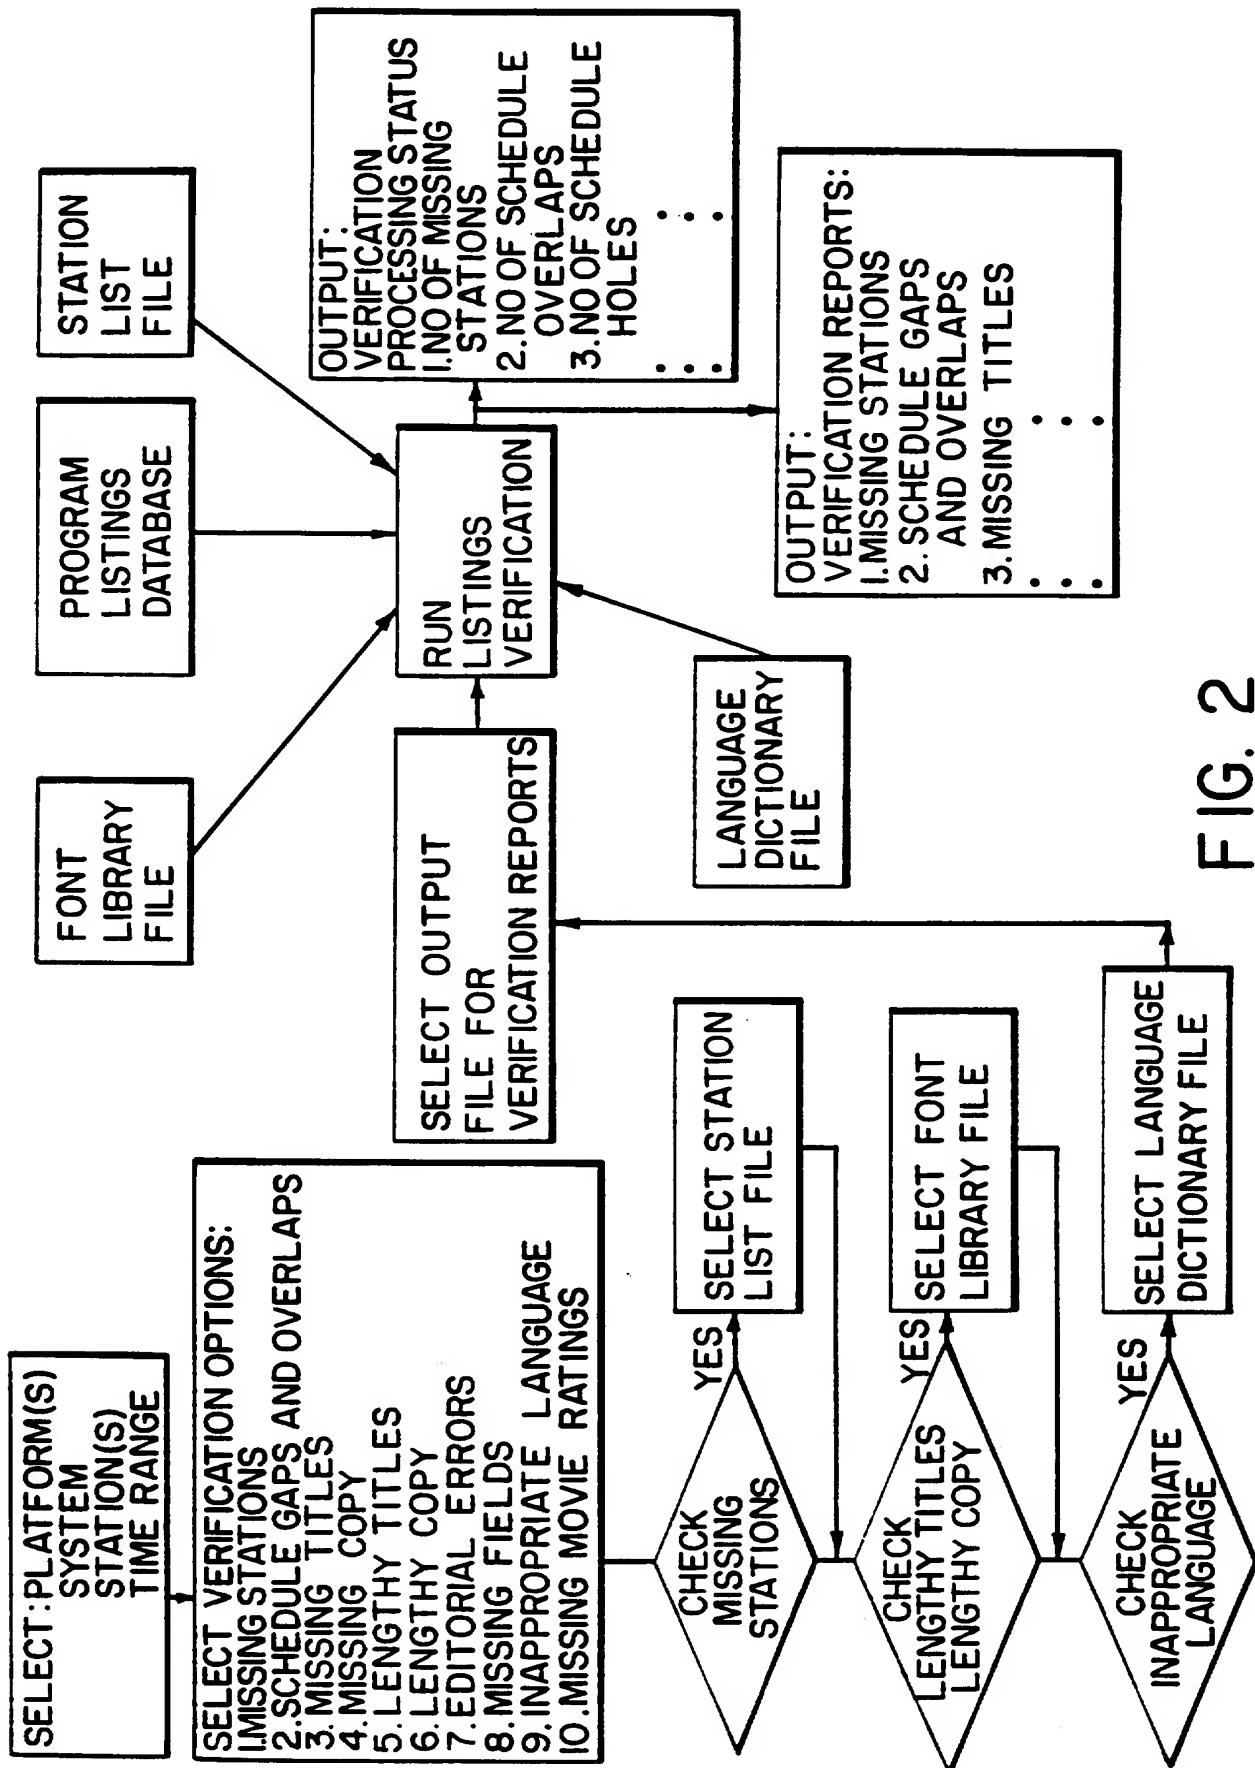 SELECT:PLATFORM(S)
SYSTEM
STATION(S)
TIME RANGE
SELECT VERIFICATION OPTIONS:
1.MISSING STATIONS
2.SCHEDULE GAPS AND OVERLAPS
3.MISSING TITLES
4.MISSING COPY
5.LENGTHY TITLES
6.LENGTHY COPY
7.EDITORIAL ERRORS
8.MISSING FIELDS
9.INAPPROPRIATE LANGUAGE
10.MISSING MOVIE RATINGS
CHECK
MISSING
STATIONS
YES
SELECT STATION
LIST FILE
CHECK
LENGTHY TITLES
LENGTHY COPY
YES
SELECT FONT
LIBRARY FILE
CHECK
INAPPROPRIATE
LANGUAGE
YES
SELECT LANGUAGE
DICTIONARY FILE
SELECT OUTPUT
FILE FOR
VERIFICATION REPORTS
FONT
LIBRARY
FILE
PROGRAM
LISTINGS
DATABASE
STATION
LIST
FILE
RUN
LISTINGS
VERIFICATION
LANGUAGE
DICTIONARY
FILE
OUTPUT:
VERIFICATION
PROCESSING STATUS
1.NO OF MISSING
STATIONS
2.NO OF SCHEDULE
OVERLAPS
3.NO OF SCHEDULE
HOLES
OUTPUT:
VERIFICATION REPORTS:
1.MISSING STATIONS
2.SCHEDULE GAPS
AND OVERLAPS
3.MISSING TITLES
FIG. 2